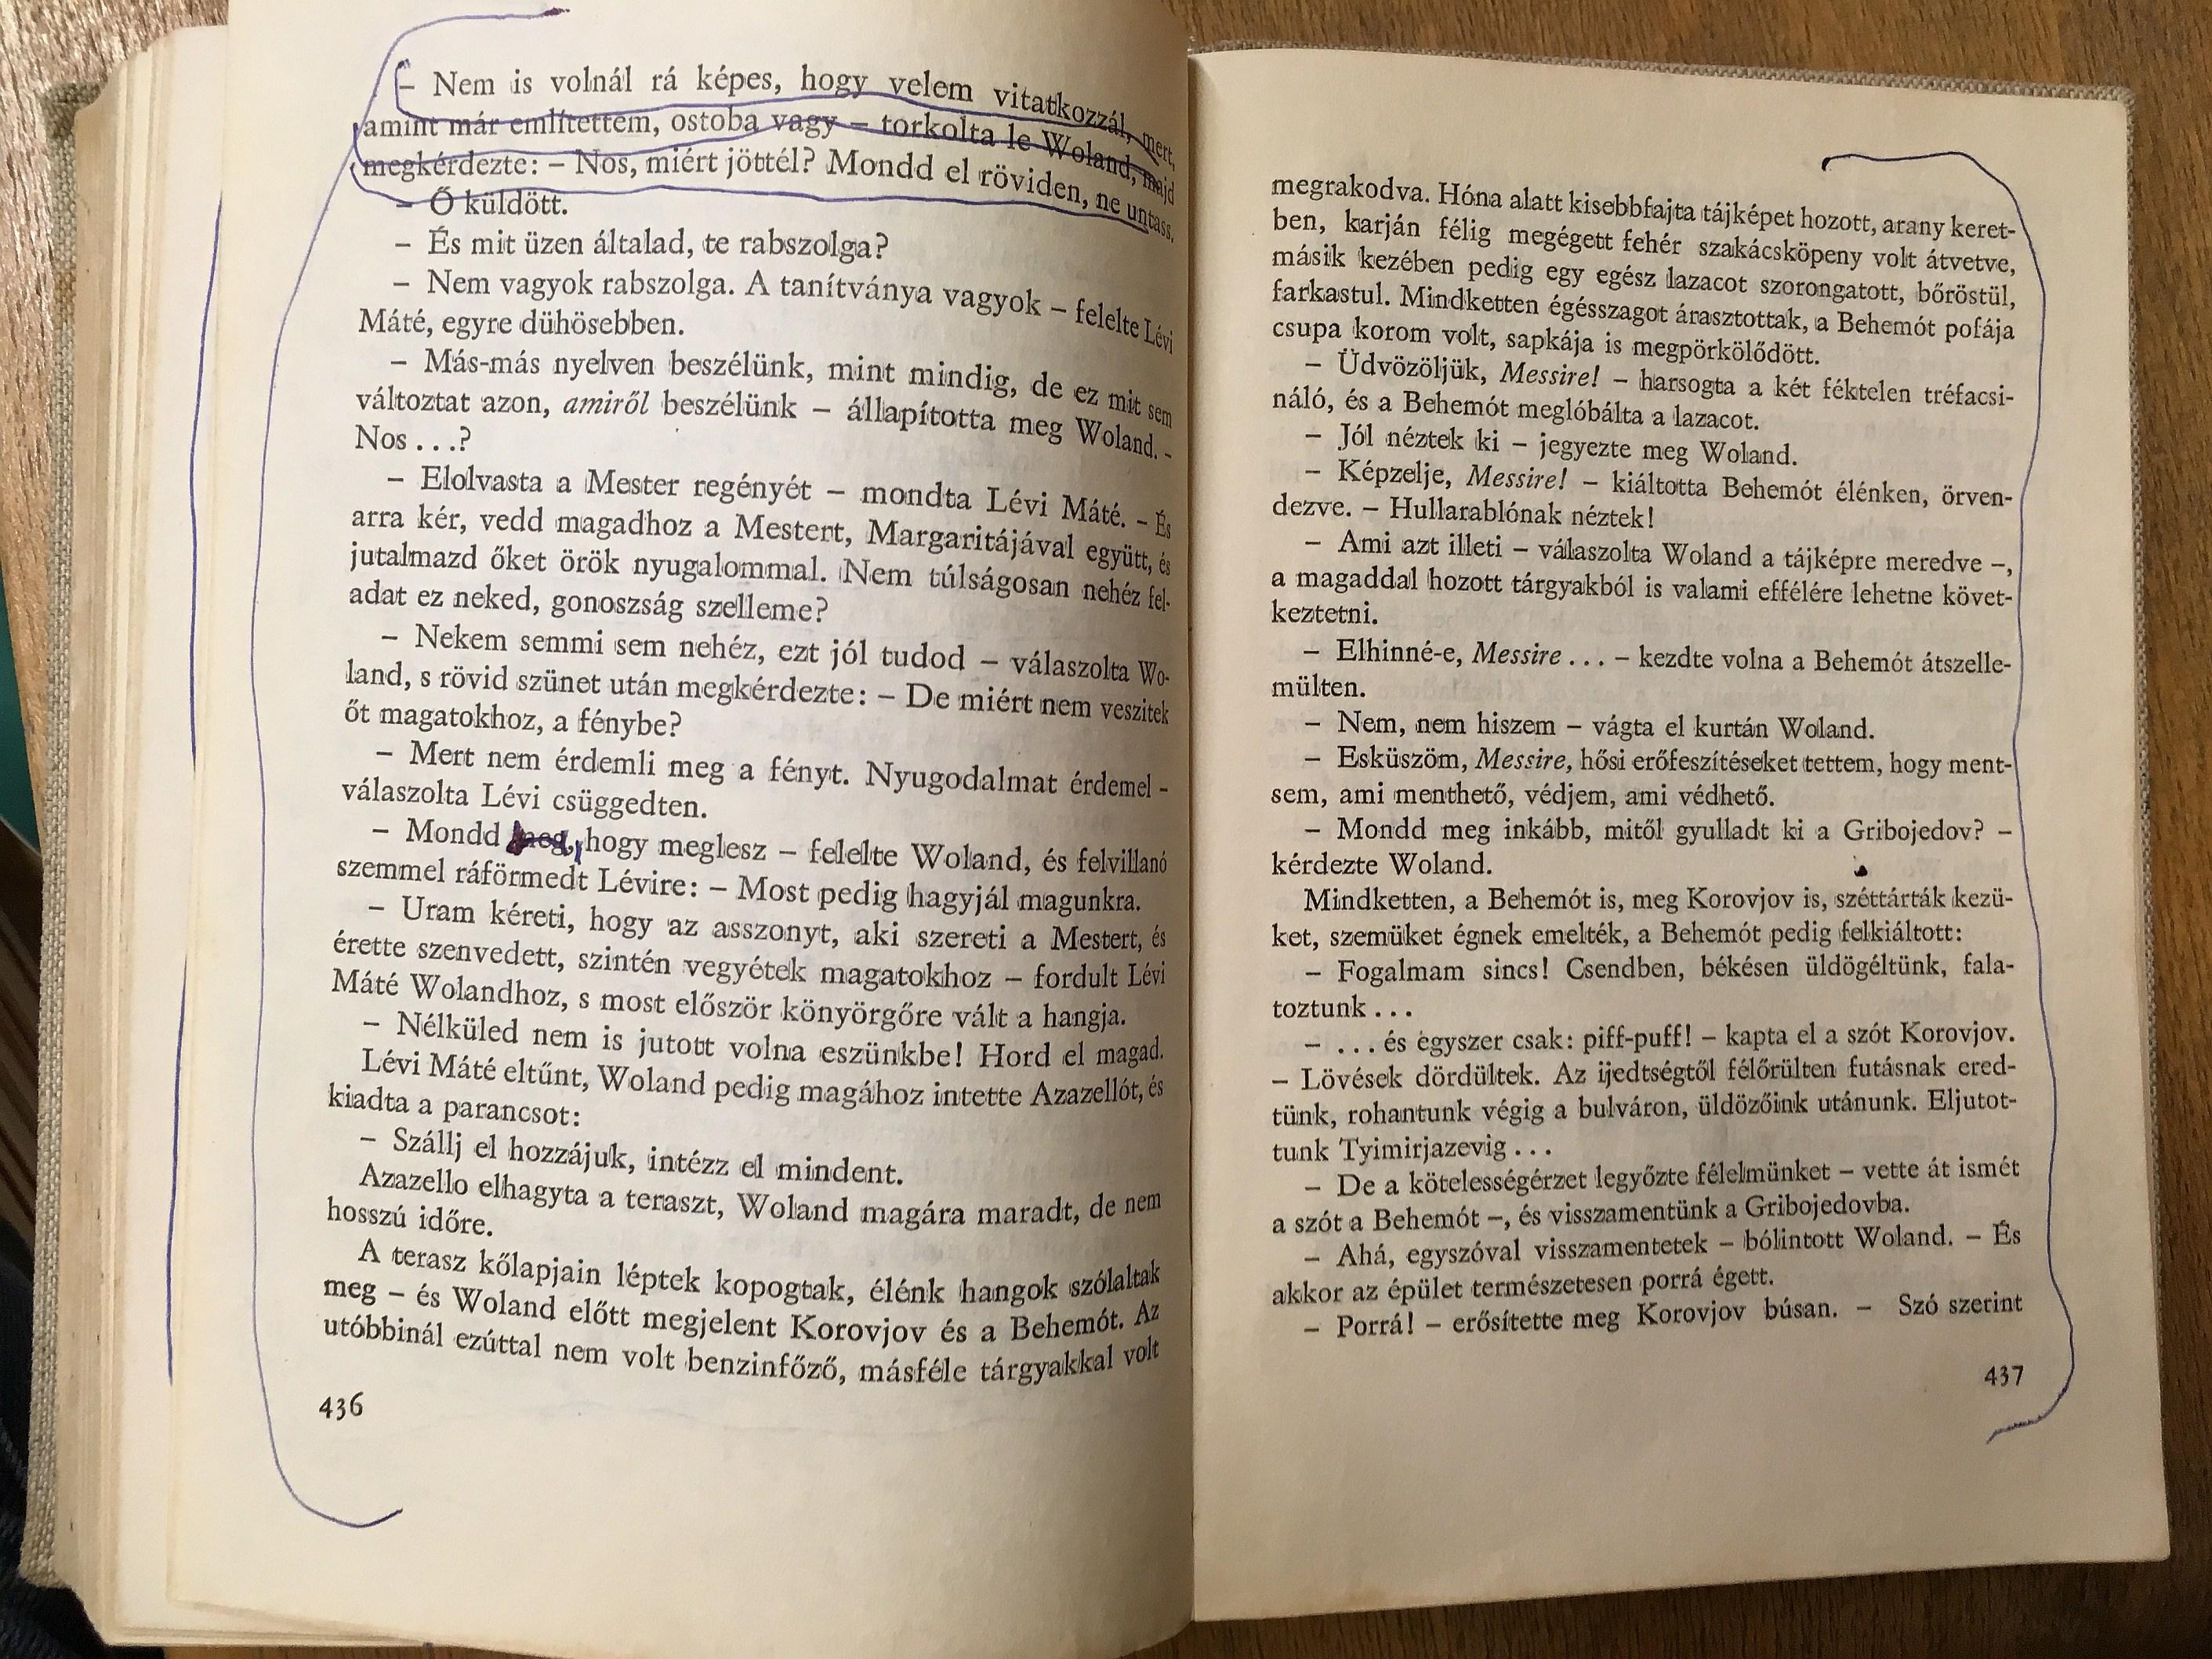 – Nem is volnál rá képes, hogy velem vitatkozzál, mert,
amint már említettem, ostoba vagy – torkolta le Woland, majd
megkérdezte: – Nos, miért jöttél? Mondd el röviden, ne untass.
– Ő küldött.
– És mit üzen általad, te rabszolga?
– Nem vagyok rabszolga. A tanítványa vagyok – felelte Lévi
Máté, egyre dühösebben.
– Más-más nyelven beszélünk, mint mindig, de ez mit sem
változtat azon, amiről beszélünk – állapította meg Woland. –
Nos . . .?
– Elolvasta a Mester regényét – mondta Lévi Máté. – És
arra kér, vedd magadhoz a Mestert, Margaritájával együtt, és
jutalmazd őket örök nyugalommal. Nem túlságosan nehéz fel-
adat ez neked, gonoszság szelleme?
– Nekem semmi sem nehéz, ezt jól tudod – válaszolta Wo-
land, s rövid szünet után megkérdezte: – De miért nem veszitek
őt magatokhoz, a fénybe?
– Mert nem érdemli meg a fényt. Nyugodalmat érdemel –
válaszolta Lévi csüggedten.
– Mondd meg, hogy meglesz – felelte Woland, és felvillanó
szemmel ráförmedt Lévire: – Most pedig hagyjál magunkra.
– Uram kéreti, hogy az asszonyt, aki szereti a Mestert, és
érette szenvedett, szintén vegyétek magatokhoz – fordult Lévi
Máté Wolandhoz, s most először könyörgőre vált a hangja.
– Nélküled nem is jutott volna eszünkbe! Hord el magad.
Lévi Máté eltűnt, Woland pedig magához intette Azazellót, és
kiadta a parancsot:
– Szállj el hozzájuk, intézz el mindent.
Azazello elhagyta a teraszt, Woland magára maradt, de nem
hosszú időre.
A terasz kőlapjain léptek kopogtak, élénk hangok szólaltak
meg – és Woland előtt megjelent Korovjov és a Behemót. Az
utóbbinál ezúttal nem volt benzinfőző, másféle tárgyakkal volt
436
megrakodva. Hóna alatt kisebbfajta tájképet hozott, arany keret-
ben, karján félig megégett fehér szakácsköpeny volt átvetve,
másik kezében pedig egy egész lazacot szorongatott, bőröstül,
farkastul. Mindketten égésszagot árasztottak, a Behemót pofája
csupa korom volt, sapkája is megpörkölődött.
– Üdvözöljük, Messire! – harsogta a két féktelen tréfacsi-
náló, és a Behemót meglóbálta a lazacot.
– Jól néztek ki – jegyezte meg Woland.
– Képzelje, Messire! – kiáltotta Behemót élénken, örven-
dezve. – Hullarablónak néztek!
– Ami azt illeti – válaszolta Woland a tájképre meredve –,
a magaddal hozott tárgyakból is valami effélére lehetne követ-
keztetni.
– Elhinné-e, Messire . . . – kezdte volna a Behemót átszelle-
mülten.
– Nem, nem hiszem – vágta el kurtán Woland.
– Esküszöm, Messire, hősi erőfeszítéseket tettem, hogy ment-
sem, ami menthető, védjem, ami védhető.
– Mondd meg inkább, mitől gyulladt ki a Gribojedov? –
kérdezte Woland.
Mindketten, a Behemót is, meg Korovjov is, széttárták kezü-
ket, szemüket égnek emelték, a Behemót pedig felkiáltott:
– Fogalmam sincs! Csendben, békésen üldögéltünk, fala-
toztunk . . .
– . . . és egyszer csak: piff-puff! – kapta el a szót Korovjov.
– Lövések dördültek. Az ijedtségtől félőrülten futásnak ered-
tünk, rohantunk végig a bulváron, üldözőink utánunk. Eljutot-
tunk Tyimirjazevig . . .
– De a kötelességérzet legyőzte félelmünket – vette át ismét
a szót a Behemót –, és visszamentünk a Gribojedovba.
– Ahá, egyszóval visszamentetek – bólintott Woland. – És
akkor az épület természetesen porrá égett.
– Porrá! – erősítette meg Korovjov búsan. – Szó szerint
437